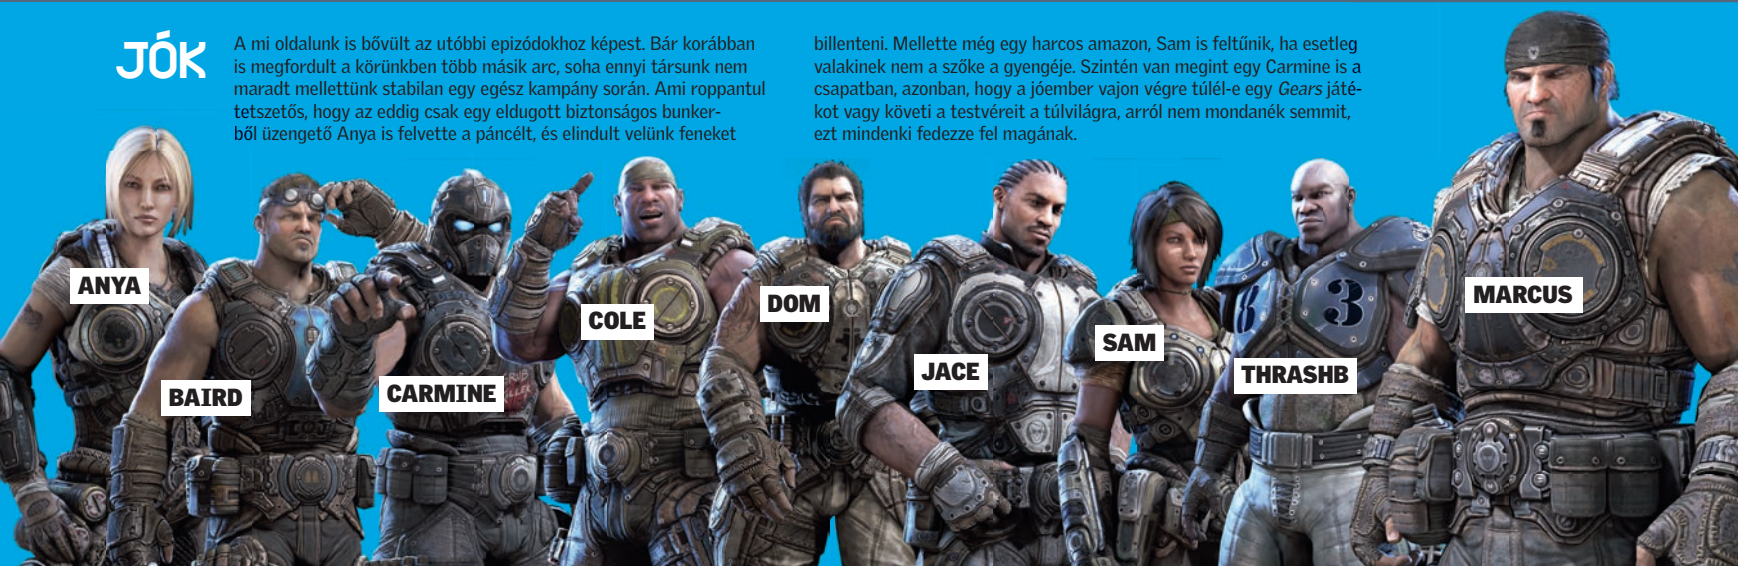 JÓK
A mi oldalunk is bővült az utóbbi epizódokhoz képest. Bár korábban
is megfordult a körünkben több másik arc, soha ennyi társunk nem
maradt mellettünk stabilan egy egész kampány során. Ami roppantul
tetszetős, hogy az eddig csak egy eldugott biztonságos bunker-
ből üzengető Anya is felvette a páncélt, és elindult velünk feneket
billenteni. Mellette még egy harcos amazon, Sam is feltűnik, ha esetleg
valakinek nem a szőke a gyengéje. Szintén van megint egy Carmine is a
csapatban, azonban, hogy a jóember vajon végre túlél-e egy Gears játé-
kot vagy követi a testvéreit a túlvilágra, arról nem mondanék semmit,
ezt mindenki fedezze fel magának.
ANYA
BAIRD
CARMINE
COLE
DOM
JACE
SAM
THRASHB
3
MARCUS